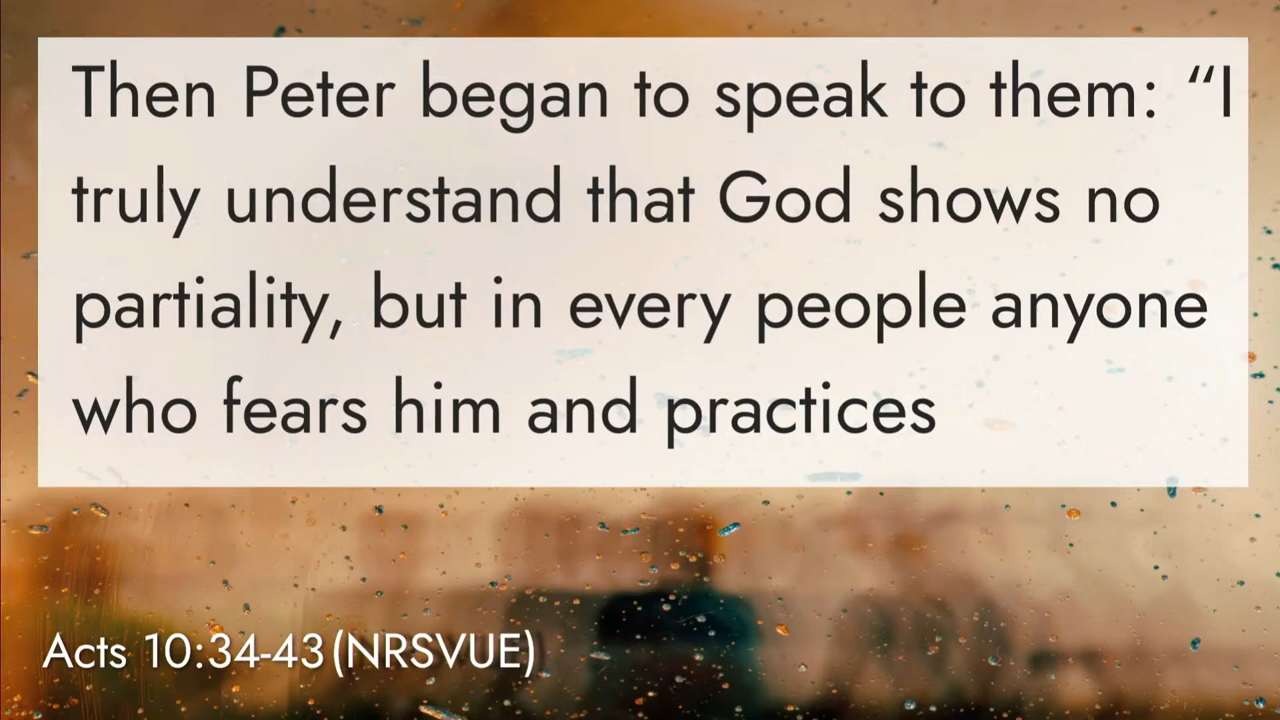 Then Peter began to speak to them: “I
truly understand that God shows no
partiality, but in every people anyone
who fears him and practices
Acts 10:34-43 (NRSVUE)